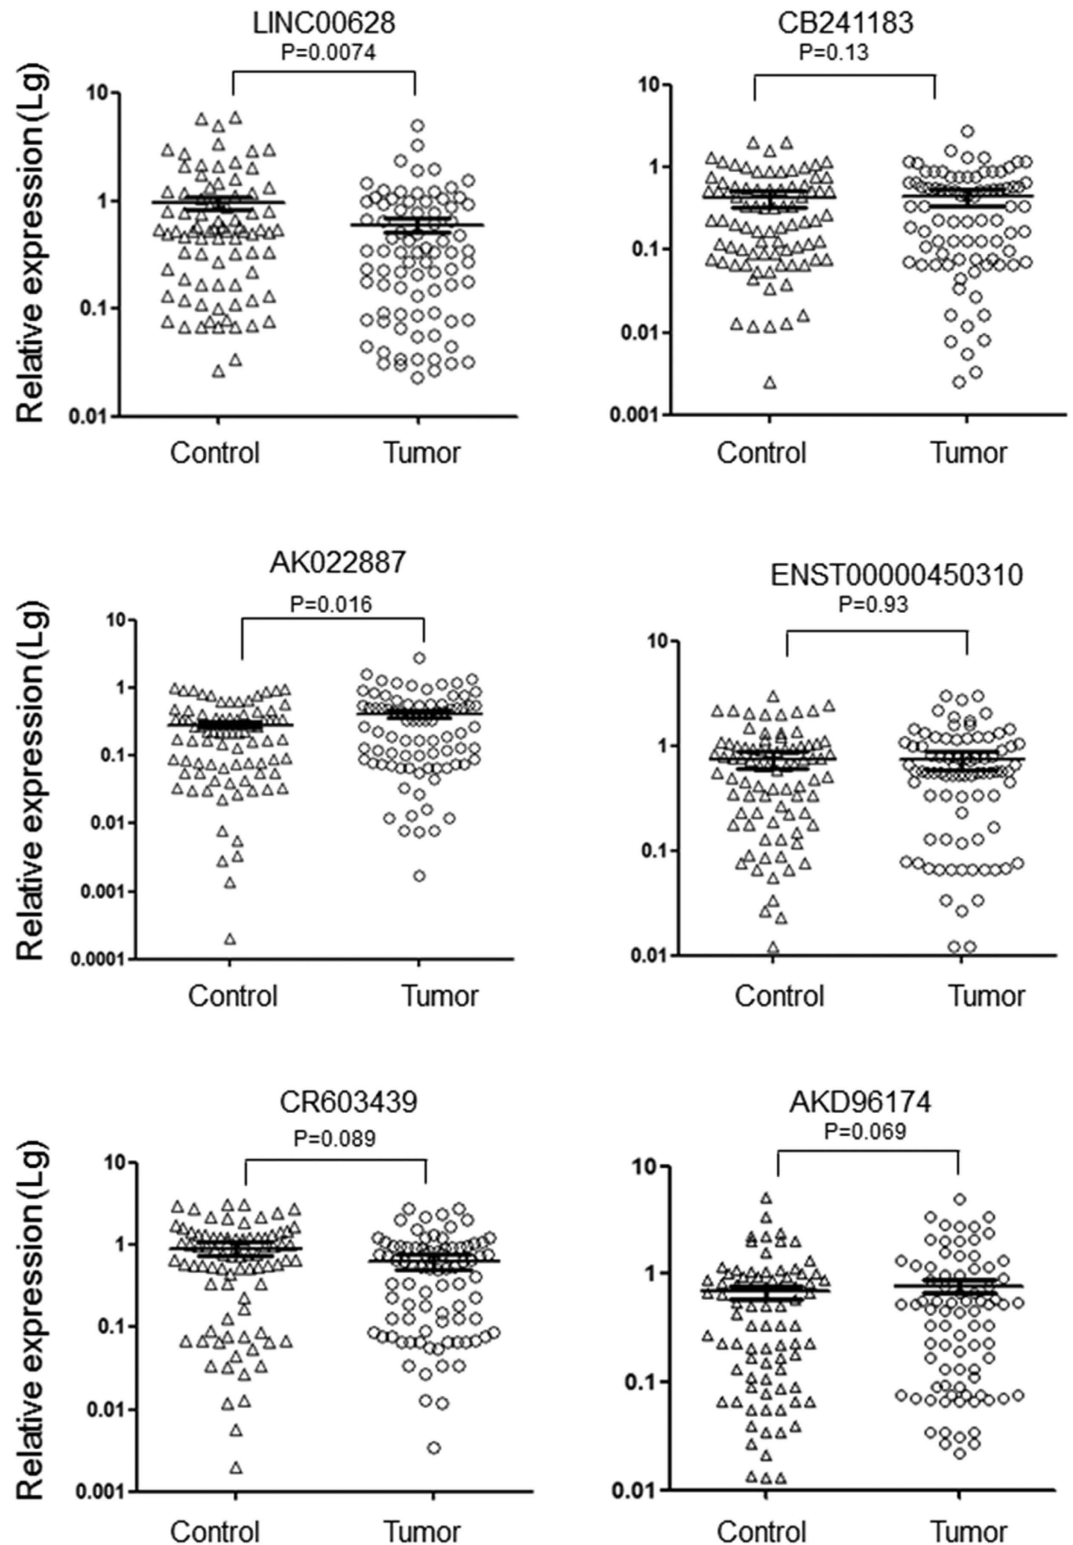 LINC00628
P=0.0074
Relative expression(Lg)
10
1
0.1
0.01
Control
Tumor
CB241183
P=0.13
10
1
0.1
0.01
0.001
Control
Tumor
AK022887
P=0.016
Relative expression(Lg)
10
1
0.1
0.01
0.001
0.0001
Control
Tumor
ENST00000450310
P=0.93
10
1
0.1
0.01
Control
Tumor
CR603439
P=0.089
Relative expression(Lg)
10
1
0.1
0.01
0.001
Control
Tumor
AKD96174
P=0.069
10
1
0.1
0.01
Control
Tumor